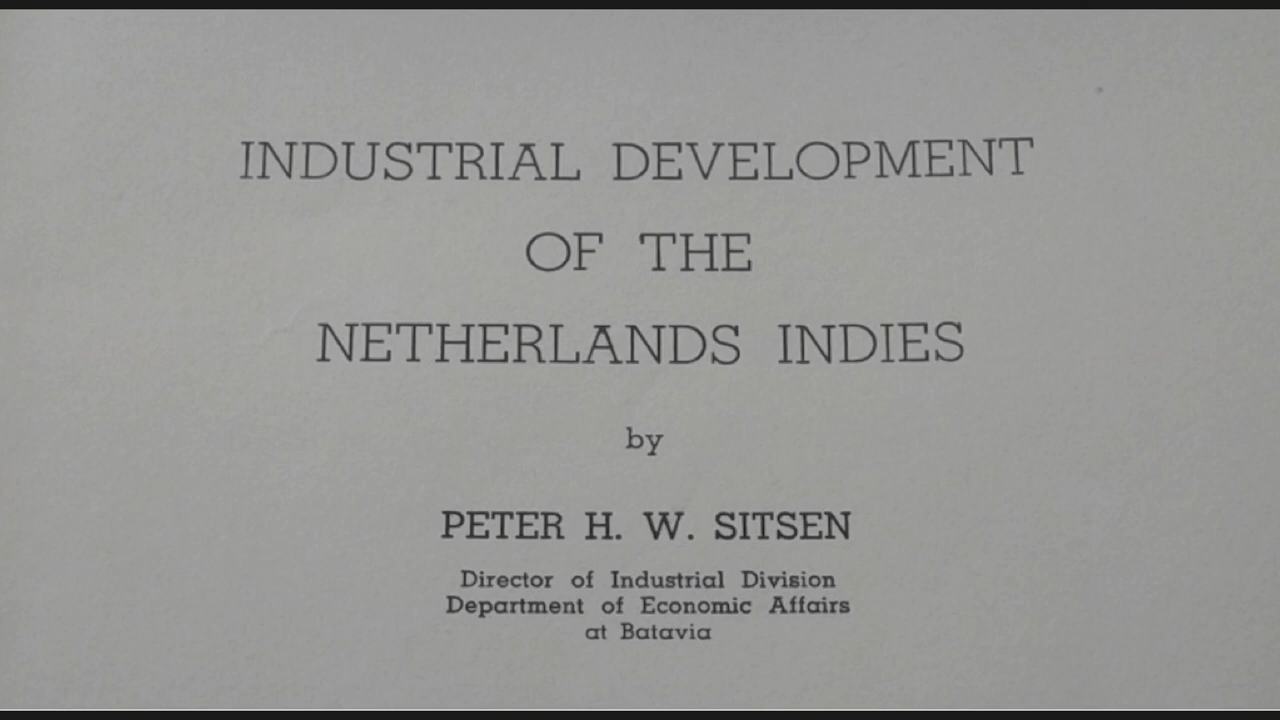 INDUSTRIAL DEVELOPMENT
OF THE
NETHERLANDS INDIES
by
PETER H. W. SITSEN
Director of Industrial Division
Department of Economic Affairs
at Batavia